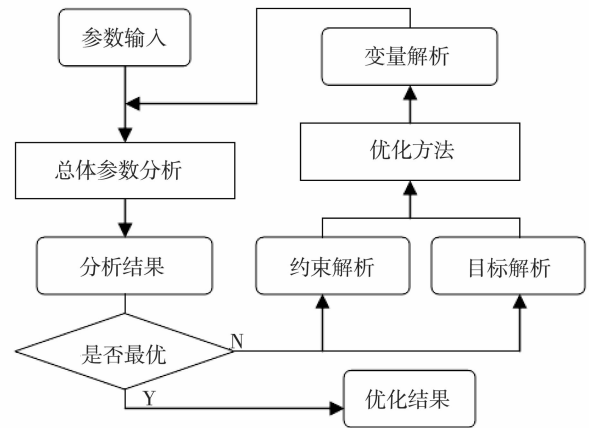 参数输入
变量解析
优化方法
总体参数分析
分析结果
约束解析
目标解析
是否最优
N
Y
优化结果